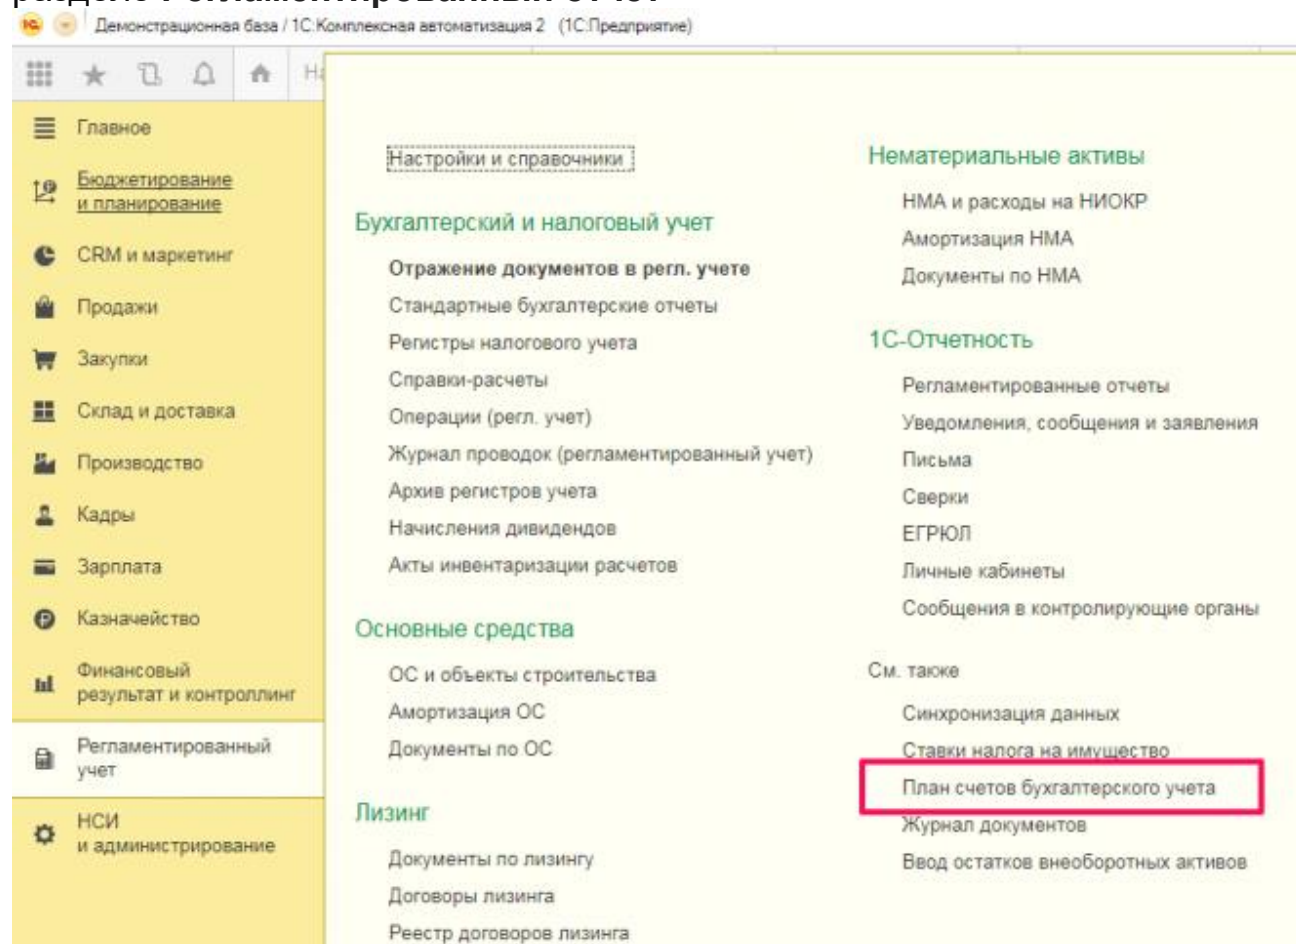 разделе Регламентированный отчет
1С Демонстрационная база / 1С:Комплексная автоматизация 2 (1С:Предприятие)
На
Главное
Бюджетирование
и планирование
CRM и маркетинг
Продажи
Закупки
Склад и доставка
Производство
Кадры
Зарплата
Казначейство
Финансовый
результат и контроллинг
Регламентированный
учет
НСИ
и администрирование
Настройки и справочники
Бухгалтерский и налоговый учет
Отражение документов в регл. учете
Стандартные бухгалтерские отчеты
Регистры налогового учета
Справки-расчеты
Операции (регл. учет)
Журнал проводок (регламентированный учет)
Архив регистров учета
Начисления дивидендов
Акты инвентаризации расчетов
Основные средства
ОС и объекты строительства
Амортизация ОС
Документы по ОС
Лизинг
Документы по лизингу
Договоры лизинга
Реестр договоров лизинга
Нематериальные активы
НМА и расходы на НИОКР
Амортизация НМА
Документы по НМА
1С-Отчетность
Регламентированные отчеты
Уведомления, сообщения и заявления
Письма
Сверки
ЕГРЮЛ
Личные кабинеты
Сообщения в контролирующие органы
См. также
Синхронизация данных
Ставки налога на имущество
План счетов бухгалтерского учета
Журнал документов
Ввод остатков внеоборотных активов